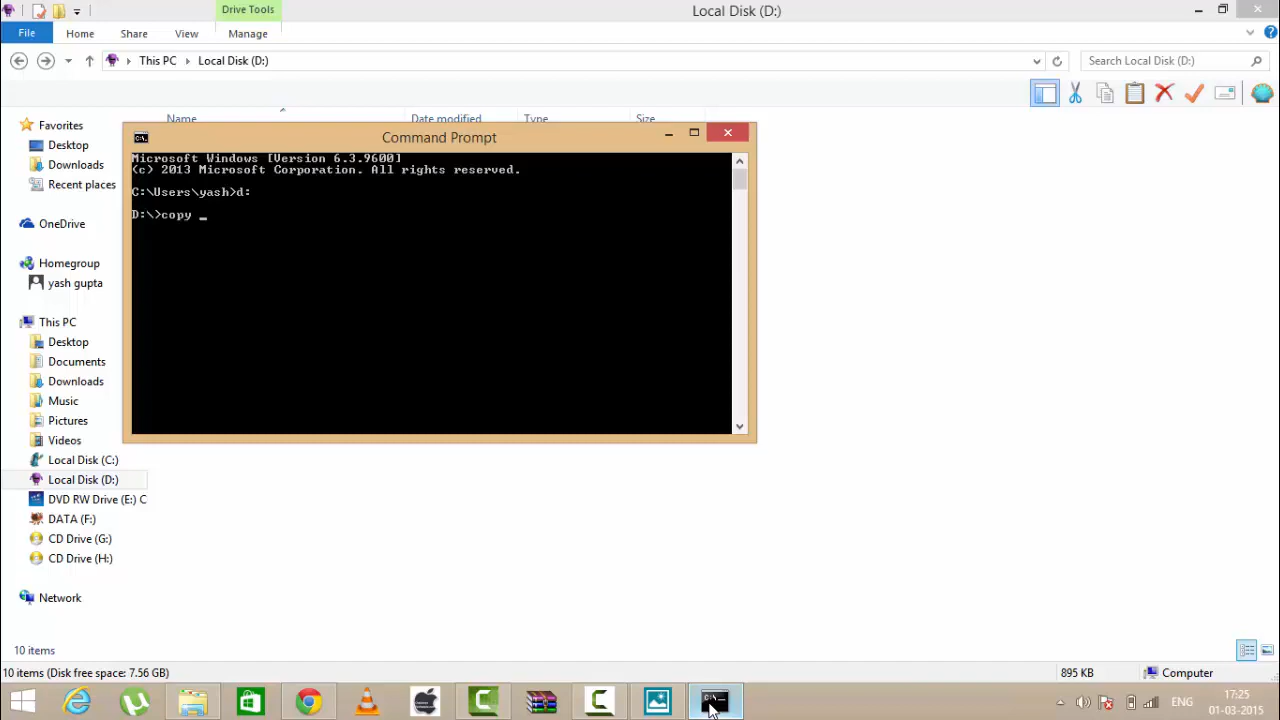 Drive Tools
Local Disk (D:)
File
Home
Share
View
Manage
This PC
Local Disk (D:)
Search Local Disk (D:)
Name
Date modified
Type
Size
Favorites
Desktop
Downloads
Recent places
OneDrive
Homegroup
yash gupta
This PC
Desktop
Documents
Downloads
Music
Pictures
Videos
Local Disk (C:)
Local Disk (D:)
DVD RW Drive (E:) C
DATA (F:)
CD Drive (G:)
CD Drive (H:)
Network
Command Prompt
Microsoft Windows [Version 6.3.9600]
(c) 2013 Microsoft Corporation. All rights reserved.
C:\Users\yash>d:
D:\>copy _
10 items
10 items (Disk free space: 7.56 GB)
895 KB
Computer
ENG
17:25
01-03-2015